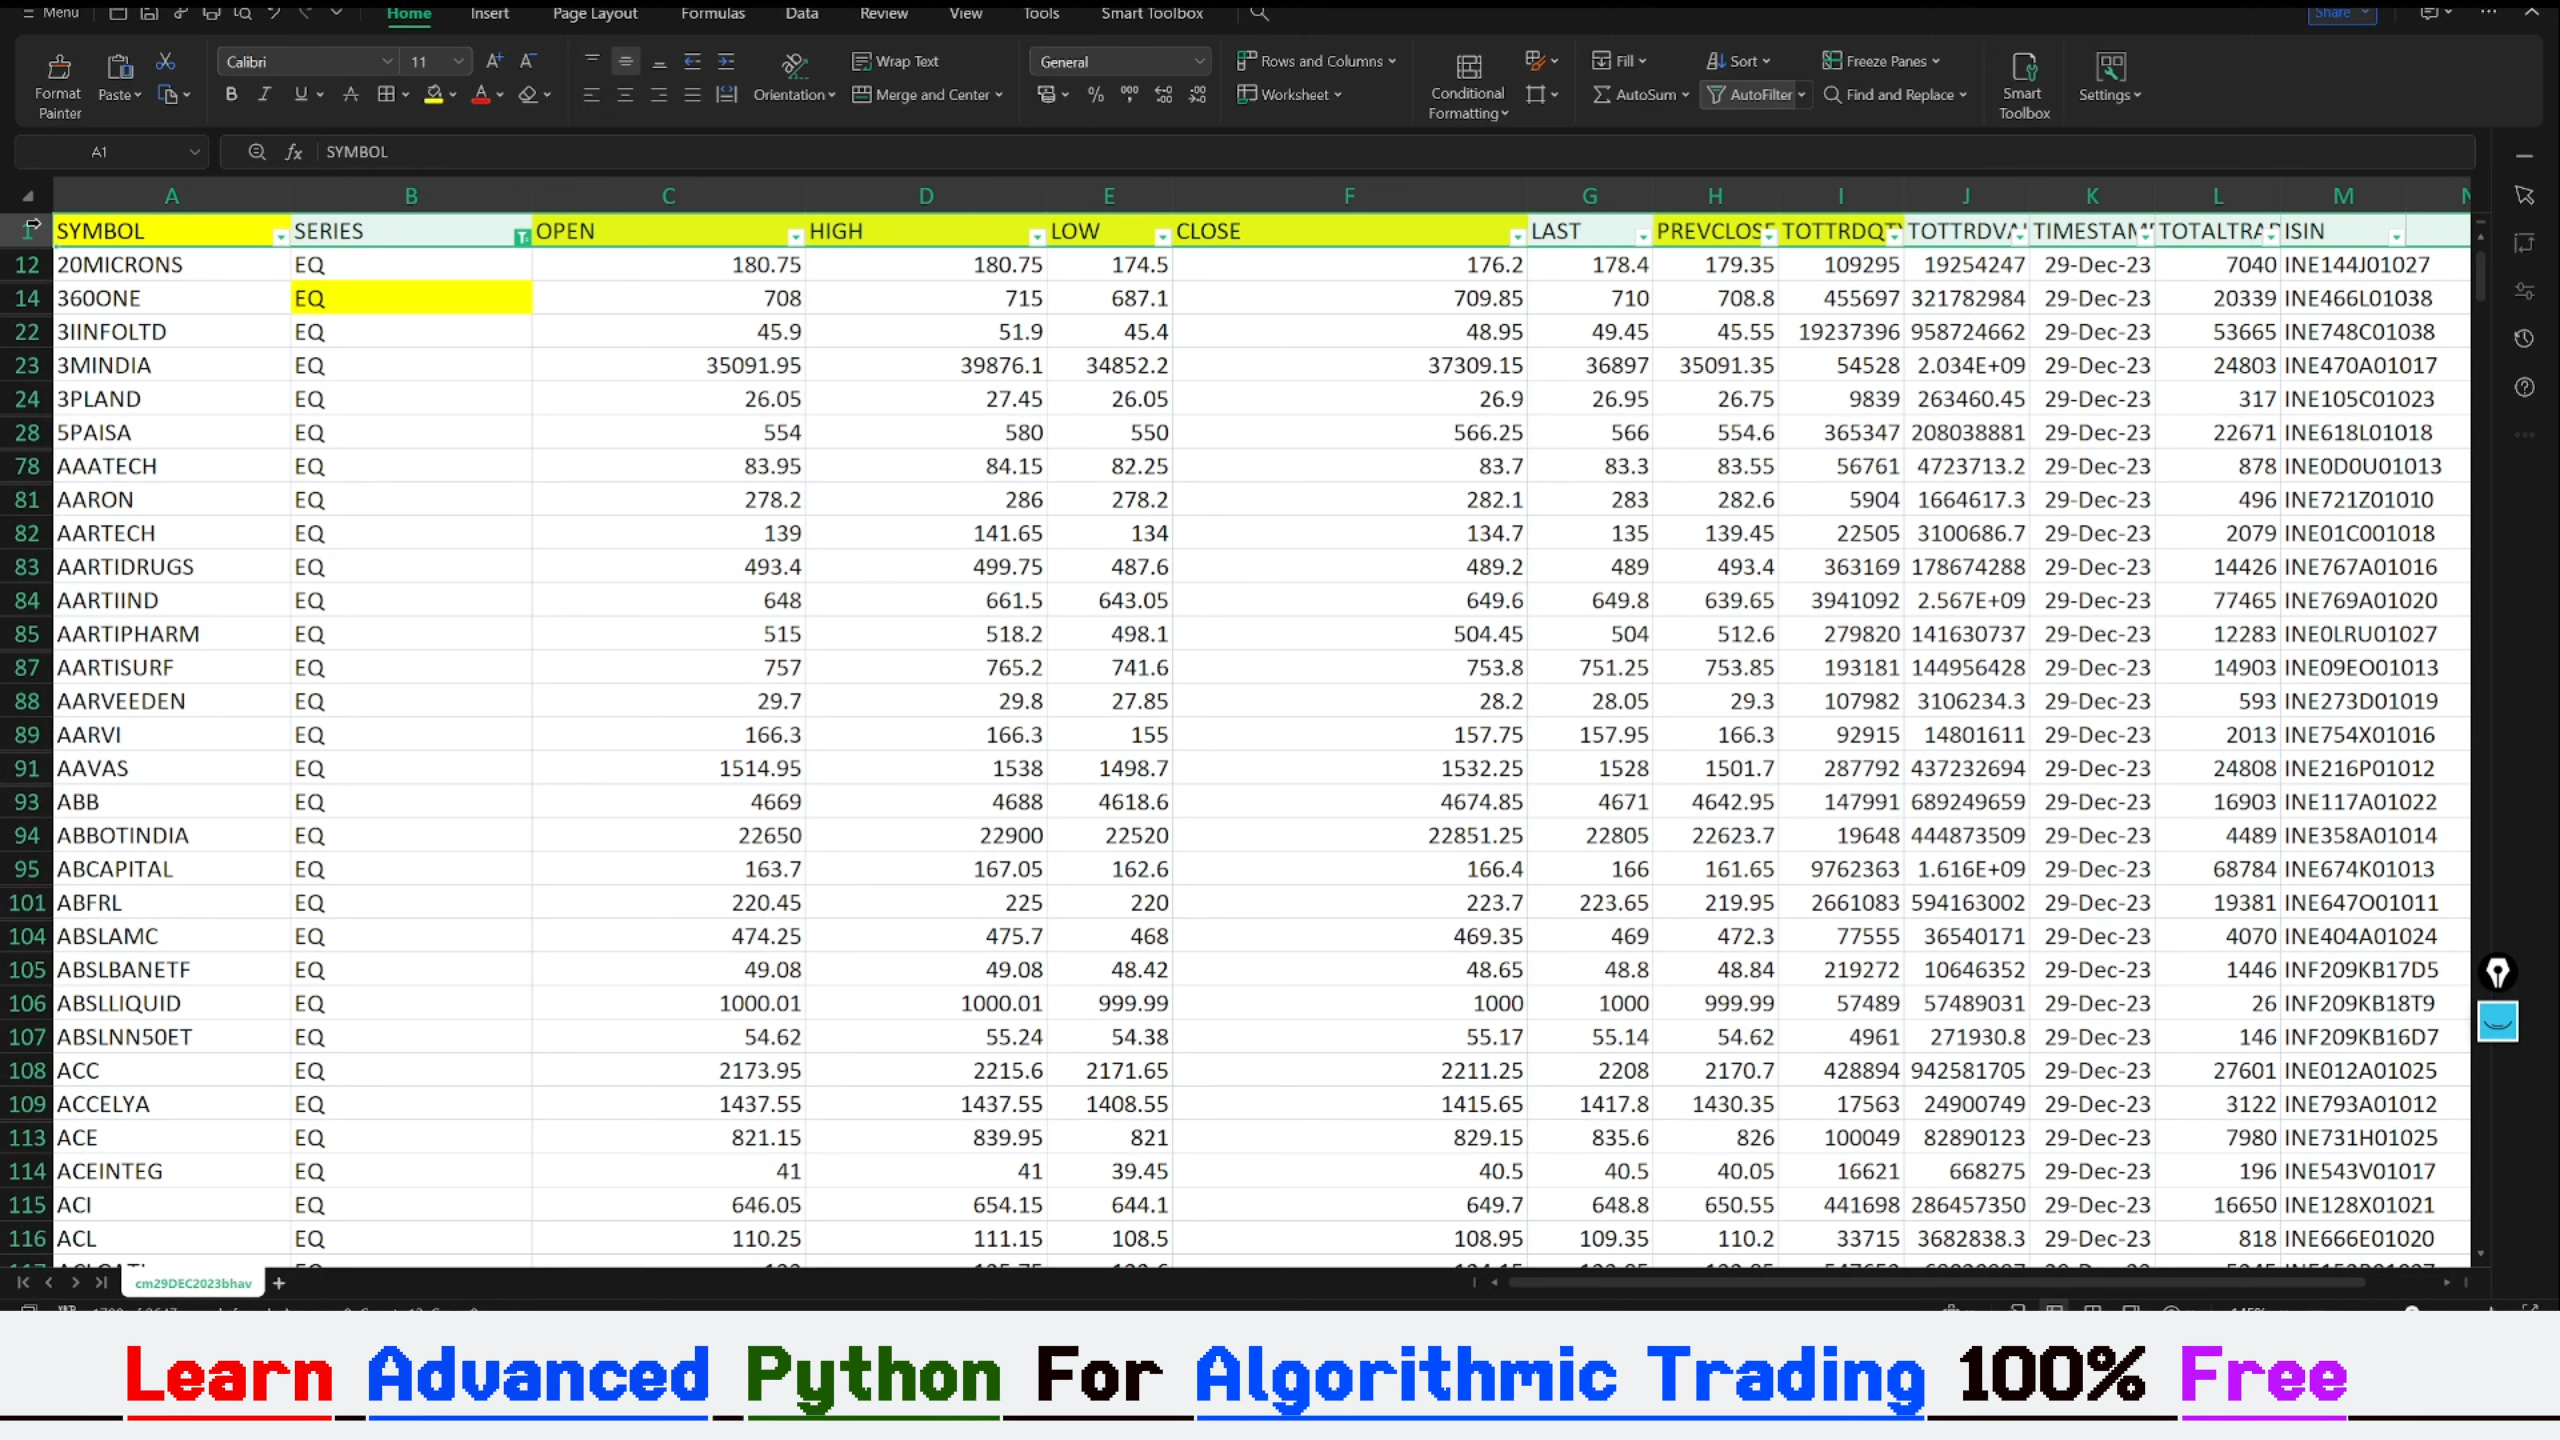 Menu Home Insert Page Layout Formulas Data Review View Tools Smart Toolbox Share
Format Painter Paste Calibri 11 Wrap Text General Rows and Columns Fill Sort Freeze Panes
B I U A Orientation Merge and Center % Worksheet Conditional Formatting AutoSum AutoFilter Find and Replace Smart Toolbox Settings
A1 fx SYMBOL
A B C D E F G H I J K L M
1 SYMBOL SERIES OPEN HIGH LOW CLOSE LAST PREVCLOSE TOTTRDQT TOTTRDVA TIMESTAM TOTALTRAD ISIN
12 20MICRONS EQ 180.75 180.75 174.5 176.2 178.4 179.35 109295 19254247 29-Dec-23 7040 INE144J01027
14 360ONE EQ 708 715 687.1 709.85 710 708.8 455697 321782984 29-Dec-23 20339 INE466L01038
22 3IINFOLTD EQ 45.9 51.9 45.4 48.95 49.45 45.55 19237396 958724662 29-Dec-23 53665 INE748C01038
23 3MINDIA EQ 35091.95 39876.1 34852.2 37309.15 36897 35091.35 54528 2.034E+09 29-Dec-23 24803 INE470A01017
24 3PLAND EQ 26.05 27.45 26.05 26.9 26.95 26.75 9839 263460.45 29-Dec-23 317 INE105C01023
28 5PAISA EQ 554 580 550 566.25 566 554.6 365347 208038881 29-Dec-23 22671 INE618L01018
78 AAATECH EQ 83.95 84.15 82.25 83.7 83.3 83.55 56761 4723713.2 29-Dec-23 878 INE0D0U01013
81 AARON EQ 278.2 286 278.2 282.1 283 282.6 5904 1664617.3 29-Dec-23 496 INE721Z01010
82 AARTECH EQ 139 141.65 134 134.7 135 139.45 22505 3100686.7 29-Dec-23 2079 INE01C001018
83 AARTIDRUGS EQ 493.4 499.75 487.6 489.2 489 493.4 363169 178674288 29-Dec-23 14426 INE767A01016
84 AARTIIND EQ 648 661.5 643.05 649.6 649.8 639.65 3941092 2.567E+09 29-Dec-23 77465 INE769A01020
85 AARTIPHARM EQ 515 518.2 498.1 504.45 504 512.6 279820 141630737 29-Dec-23 12283 INE0LRU01027
87 AARTISURF EQ 757 765.2 741.6 753.8 751.25 753.85 193181 144956428 29-Dec-23 14903 INE09EO01013
88 AARVEEDEN EQ 29.7 29.8 27.85 28.2 28.05 29.3 107982 3106234.3 29-Dec-23 593 INE273D01019
89 AARVI EQ 166.3 166.3 155 157.75 157.95 166.3 92915 14801611 29-Dec-23 2013 INE754X01016
91 AAVAS EQ 1514.95 1538 1498.7 1532.25 1528 1501.7 287792 437232694 29-Dec-23 24808 INE216P01012
93 ABB EQ 4669 4688 4618.6 4674.85 4671 4642.95 147991 689249659 29-Dec-23 16903 INE117A01022
94 ABBOTINDIA EQ 22650 22900 22520 22851.25 22805 22623.7 19648 444873509 29-Dec-23 4489 INE358A01014
95 ABCAPITAL EQ 163.7 167.05 162.6 166.4 166 161.65 9762363 1.616E+09 29-Dec-23 68784 INE674K01013
101 ABFRL EQ 220.45 225 220 223.7 223.65 219.95 2661083 594163002 29-Dec-23 19381 INE647O01011
104 ABSLAMC EQ 474.25 475.7 468 469.35 469 472.3 77555 36540171 29-Dec-23 4070 INE404A01024
105 ABSLBANETF EQ 49.08 49.08 48.42 48.65 48.8 48.84 219272 10646352 29-Dec-23 1446 INF209KB17D5
106 ABSLLIQUID EQ 1000.01 1000.01 999.99 1000 1000 999.99 57489 57489031 29-Dec-23 26 INF209KB18T9
107 ABSLNN50ET EQ 54.62 55.24 54.38 55.17 55.14 54.62 4961 271930.8 29-Dec-23 146 INF209KB16D7
108 ACC EQ 2173.95 2215.6 2171.65 2211.25 2208 2170.7 428894 942581705 29-Dec-23 27601 INE012A01025
109 ACCELYA EQ 1437.55 1437.55 1408.55 1415.65 1417.8 1430.35 17563 24900749 29-Dec-23 3122 INE793A01012
113 ACE EQ 821.15 839.95 821 829.15 835.6 826 100049 82890123 29-Dec-23 7980 INE731H01025
114 ACEINTEG EQ 41 41 39.45 40.5 40.5 40.05 16621 668275 29-Dec-23 196 INE543V01017
115 ACI EQ 646.05 654.15 644.1 649.7 648.8 650.55 441698 286457350 29-Dec-23 16650 INE128X01021
116 ACL EQ 110.25 111.15 108.5 108.95 109.35 110.2 33715 3682838.3 29-Dec-23 818 INE666E01020
cm29DEC2023bhav
Learn Advanced Python For Algorithmic Trading 100% Free